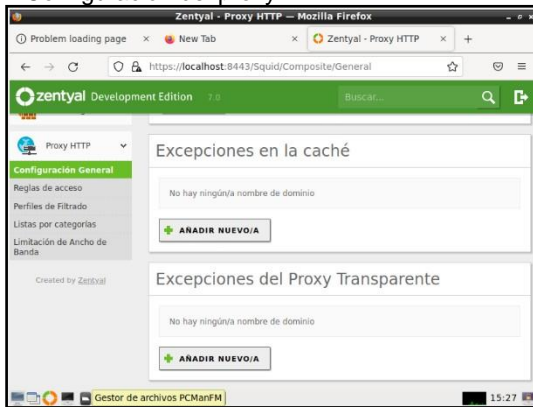 Zentyal - Proxy HTTP — Mozilla Firefox
Problem loading page
New Tab
Zentyal - Proxy HTTP
https://localhost:8443/Squid/Composite/General
zentyal Development Edition 7.0
Buscar...
Proxy HTTP
Configuración General
Reglas de acceso
Perfiles de Filtrado
Listas por categorías
Limitación de Ancho de
Banda
Created by Zentyal
Excepciones en la caché
No hay ningún/a nombre de dominio
AÑADIR NUEVO/A
Excepciones del Proxy Transparente
No hay ningún/a nombre de dominio
AÑADIR NUEVO/A
Gestor de archivos PCManFM
15:27